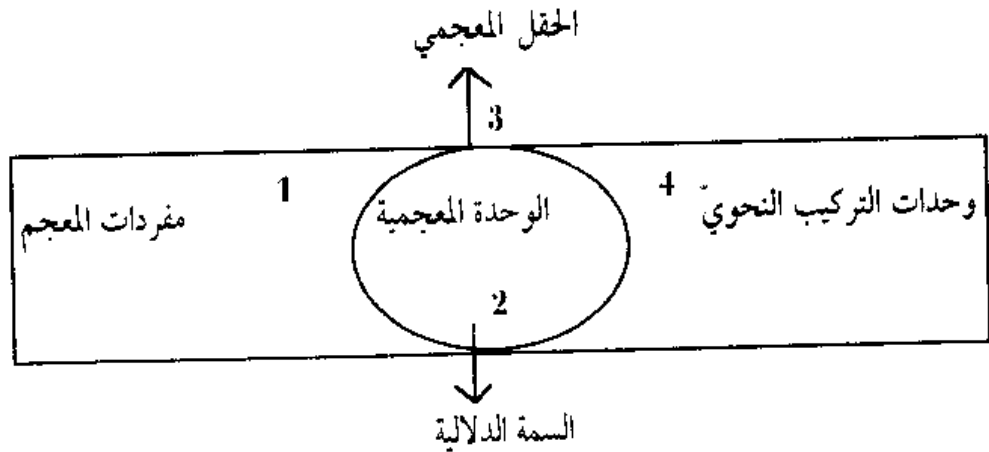 الحقل المعجمي
3
وحدات التركيب النحويّ
4
الوحدة المعجمية
1
مفردات المعجم
2
السمة الدلالية